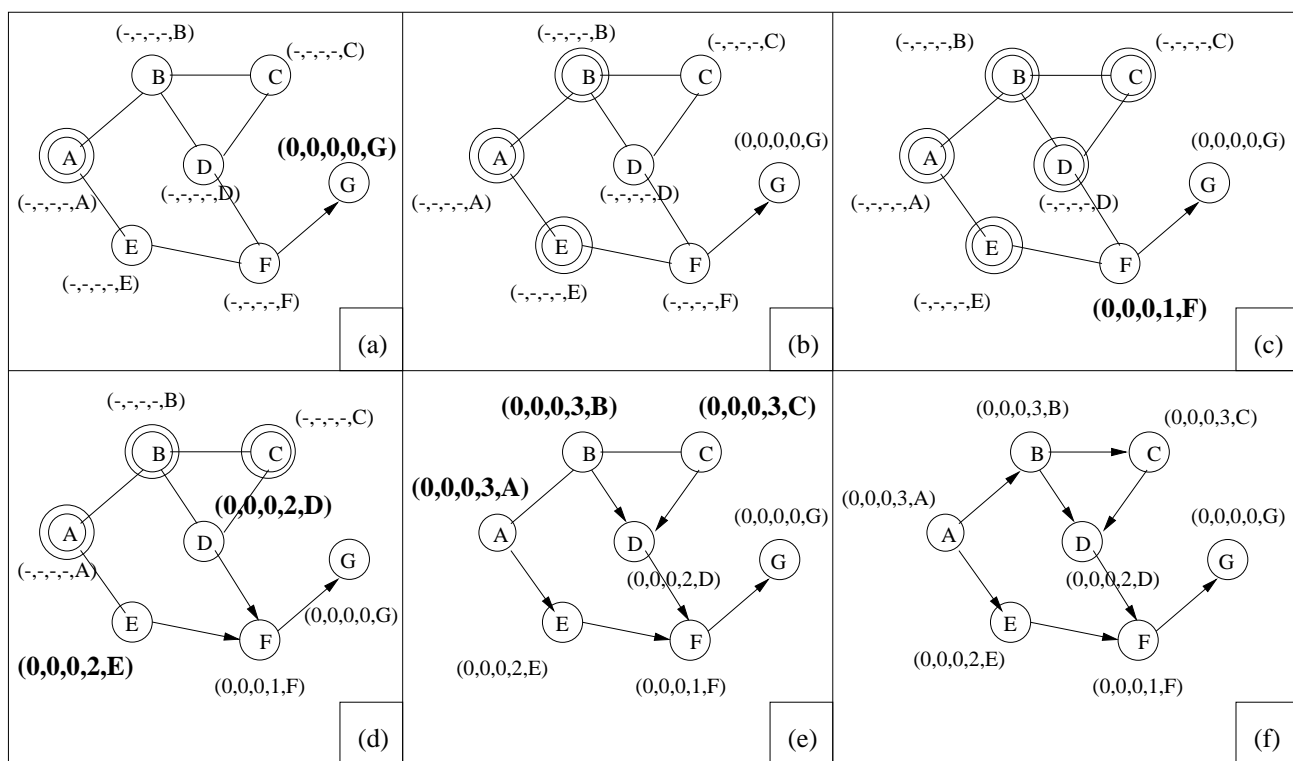 (-,-,-,-,B)
(-,-,-,-,C)
B
C
(0,0,0,0,G)
A
D
G
(-,-,-,-,D)
(-,-,-,-,A)
E
F
(-,-,-,-,E)
(-,-,-,-,F)
(a)
(-,-,-,-,B)
(-,-,-,-,C)
B
C
(0,0,0,0,G)
A
D
G
(-,-,-,-,A)
(-,-,-,-,D)
E
F
(-,-,-,-,E)
(-,-,-,-,F)
(b)
(-,-,-,-,B)
(-,-,-,-,C)
B
C
(0,0,0,0,G)
A
D
G
(-,-,-,-,A)
(-,-,-,-,D)
E
F
(-,-,-,-,E)
(0,0,0,1,F)
(c)
(-,-,-,-,B)
(-,-,-,-,C)
B
C
(0,0,0,2,D)
A
D
G
(-,-,-,-,A)
(0,0,0,0,G)
E
F
(0,0,0,2,E)
(0,0,0,1,F)
(d)
(0,0,0,3,B)
(0,0,0,3,C)
B
C
(0,0,0,3,A)
(0,0,0,0,G)
A
D
G
(0,0,0,2,D)
E
F
(0,0,0,2,E)
(0,0,0,1,F)
(e)
(0,0,0,3,B)
(0,0,0,3,C)
B
C
(0,0,0,3,A)
(0,0,0,0,G)
A
D
G
(0,0,0,2,D)
E
F
(0,0,0,2,E)
(0,0,0,1,F)
(f)